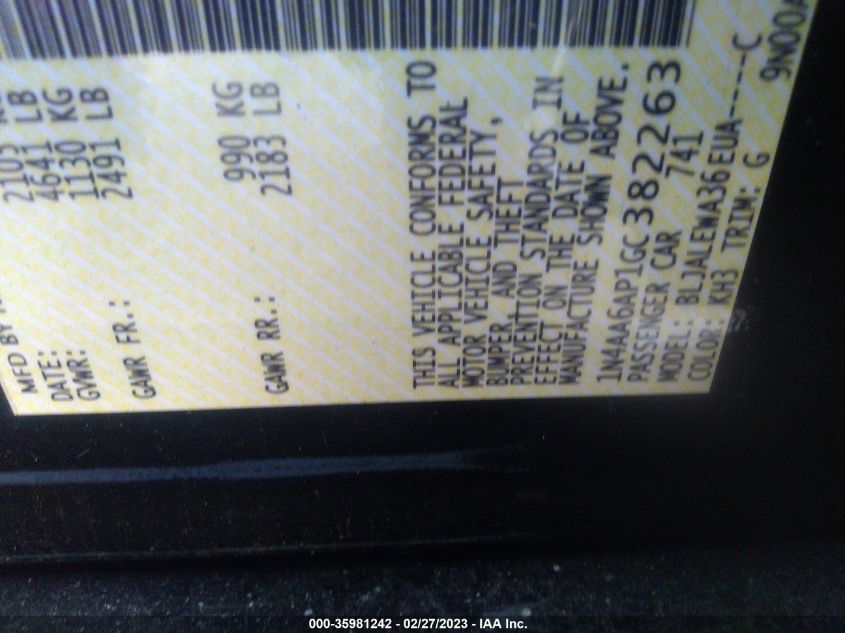 MFD BY
DATE:
GVWR: 2105
4641 LB
GAWR FR.: 1130 KG
2491 LB
GAWR RR.: 990 KG
2183 LB
THIS VEHICLE CONFORMS TO
ALL APPLICABLE FEDERAL
MOTOR VEHICLE SAFETY,
BUMPER, AND THEFT
PREVENTION STANDARDS IN
EFFECT ON THE DATE OF
MANUFACTURE SHOWN ABOVE.
1N4AA6AP1GC382263
PASSENGER CAR 741
MODEL: BLJALEWA36EUA-----C
COLOR: KH3 TRIM: G 9N00A
000-35981242 - 02/27/2023 - IAA Inc.